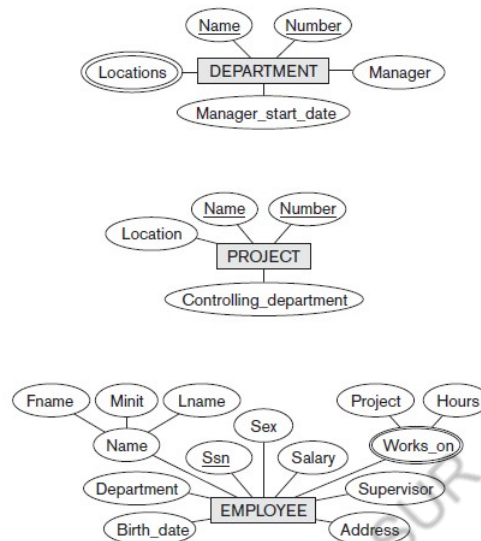 Name Number
Locations DEPARTMENT Manager
Manager_start_date
Name Number
Location
PROJECT
Controlling_department
Fname Minit Lname Project Hours
Sex
Name Works_on
Ssn Salary
Department Supervisor
EMPLOYEE
Birth_date Address
SUR